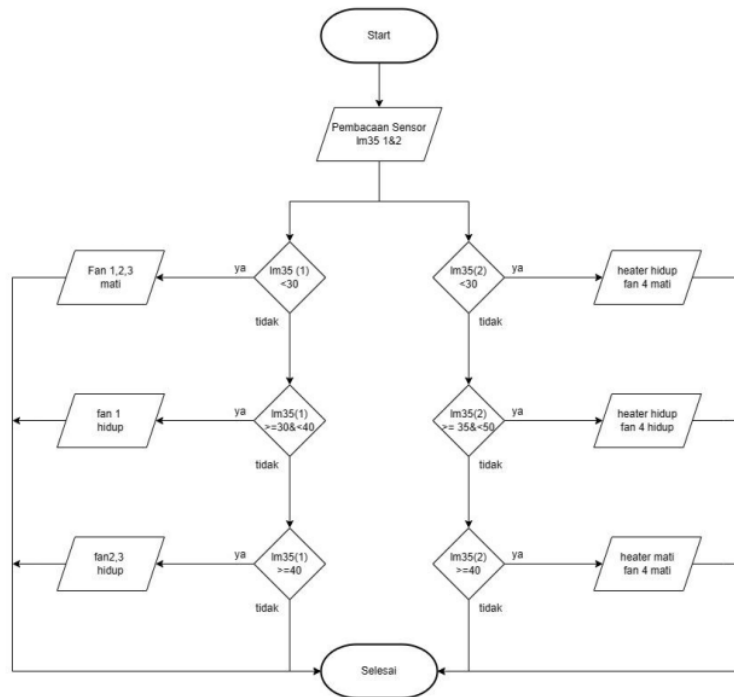 Start
Pembacaan Sensor
lm35 1&2
Fan 1,2,3
mati
ya
lm35 (1)
<30
lm35(2)
<30
ya
heater hidup
fan 4 mati
tidak
tidak
fan 1
hidup
ya
lm35(1)
>=30&<40
lm35(2)
>= 35&<50
ya
heater hidup
fan 4 hidup
tidak
tidak
fan2,3
hidup
ya
lm35(1)
>=40
lm35(2)
>=40
ya
heater mati
fan 4 mati
tidak
tidak
Selesai